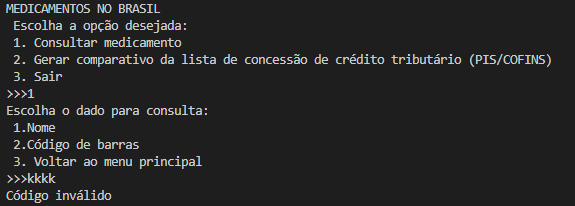 MEDICAMENTOS NO BRASIL
Escolha a opção desejada:
1. Consultar medicamento
2. Gerar comparativo da lista de concessão de crédito tributário (PIS/COFINS)
3. Sair
>>>1
Escolha o dado para consulta:
1.Nome
2.Código de barras
3. Voltar ao menu principal
>>>kkkk
Código inválido